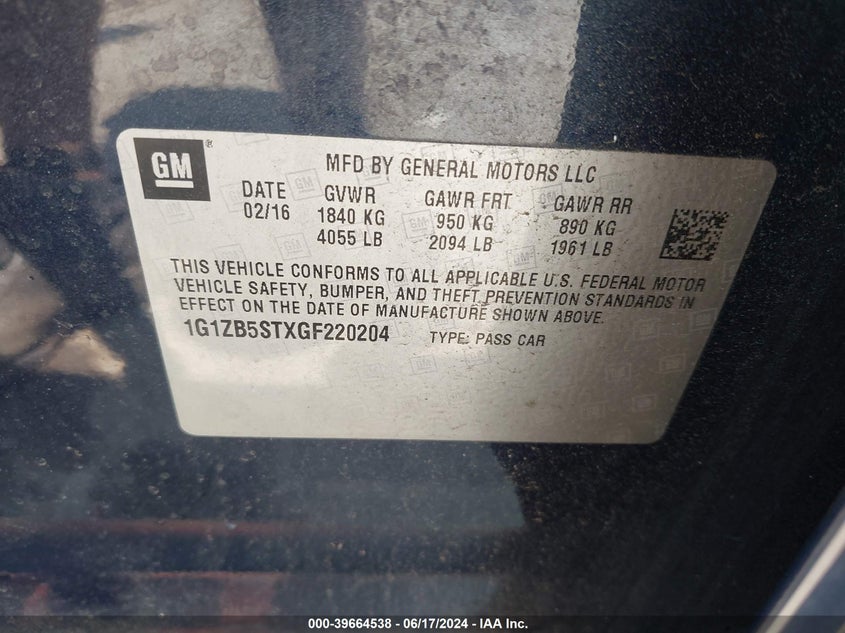 GM®
MFD BY GENERAL MOTORS LLC
DATE GVWR GAWR FRT GAWR RR
02/16 1840 KG 950 KG 890 KG
4055 LB 2094 LB 1961 LB
THIS VEHICLE CONFORMS TO ALL APPLICABLE U.S. FEDERAL MOTOR
VEHICLE SAFETY, BUMPER, AND THEFT PREVENTION STANDARDS IN
EFFECT ON THE DATE OF MANUFACTURE SHOWN ABOVE.
1G1ZB5STXGF220204 TYPE: PASS CAR
000-39664538 - 06/17/2024 - IAA Inc.